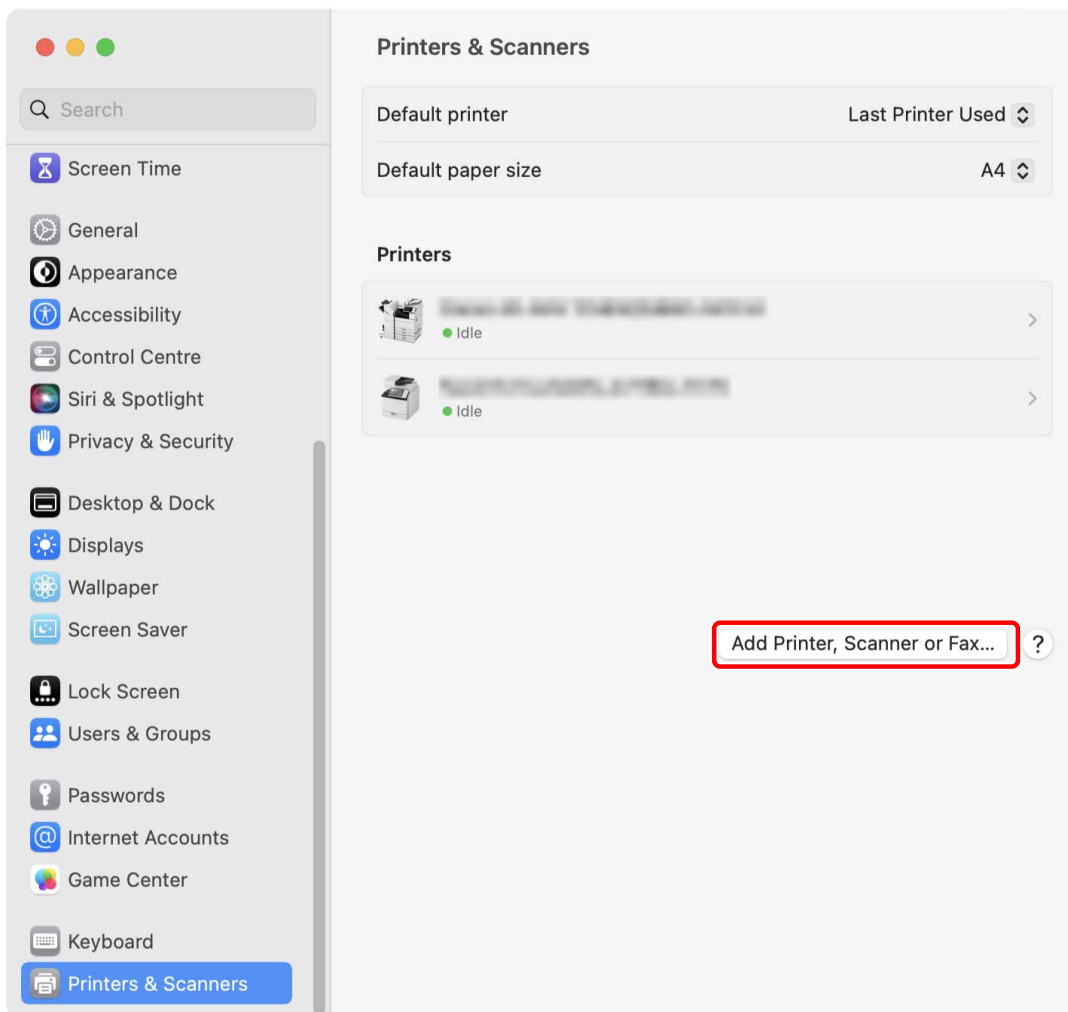 Search
Screen Time
General
Appearance
Accessibility
Control Centre
Siri & Spotlight
Privacy & Security
Desktop & Dock
Displays
Wallpaper
Screen Saver
Lock Screen
Users & Groups
Passwords
Internet Accounts
Game Center
Keyboard
Printers & Scanners
Printers & Scanners
Default printer Last Printer Used
Default paper size A4
Printers
Idle
Idle
Add Printer, Scanner or Fax... ?